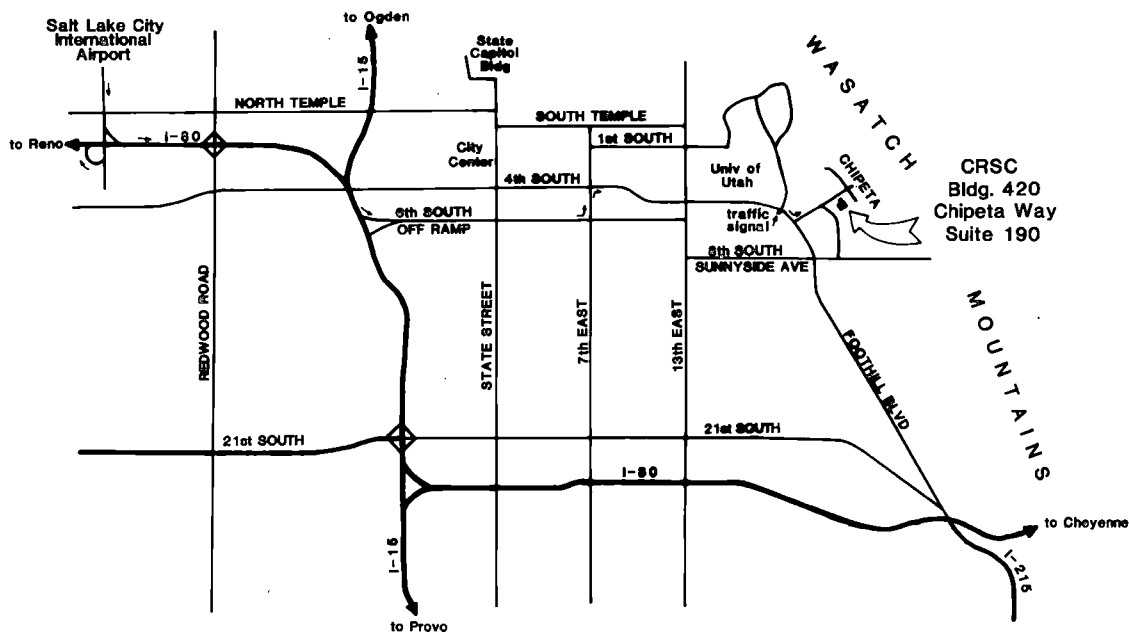 Salt Lake City
International
Airport
to Ogden
I-15
State
Capitol
Bldg
WASATCH
NORTH TEMPLE
SOUTH TEMPLE
to Reno
I-80
1st SOUTH
City
Center
Univ of
Utah
CHIPETA
CRSC
Bldg. 420
Chipeta Way
Suite 190
4th SOUTH
6th SOUTH
OFF RAMP
traffic
signal
8th SOUTH
SUNNYSIDE AVE
REDWOOD ROAD
STATE STREET
7th EAST
13th EAST
FOOTHILL BLVD
MOUNTAINS
21st SOUTH
21st SOUTH
I-80
to Cheyenne
I-15
I-215
to Provo